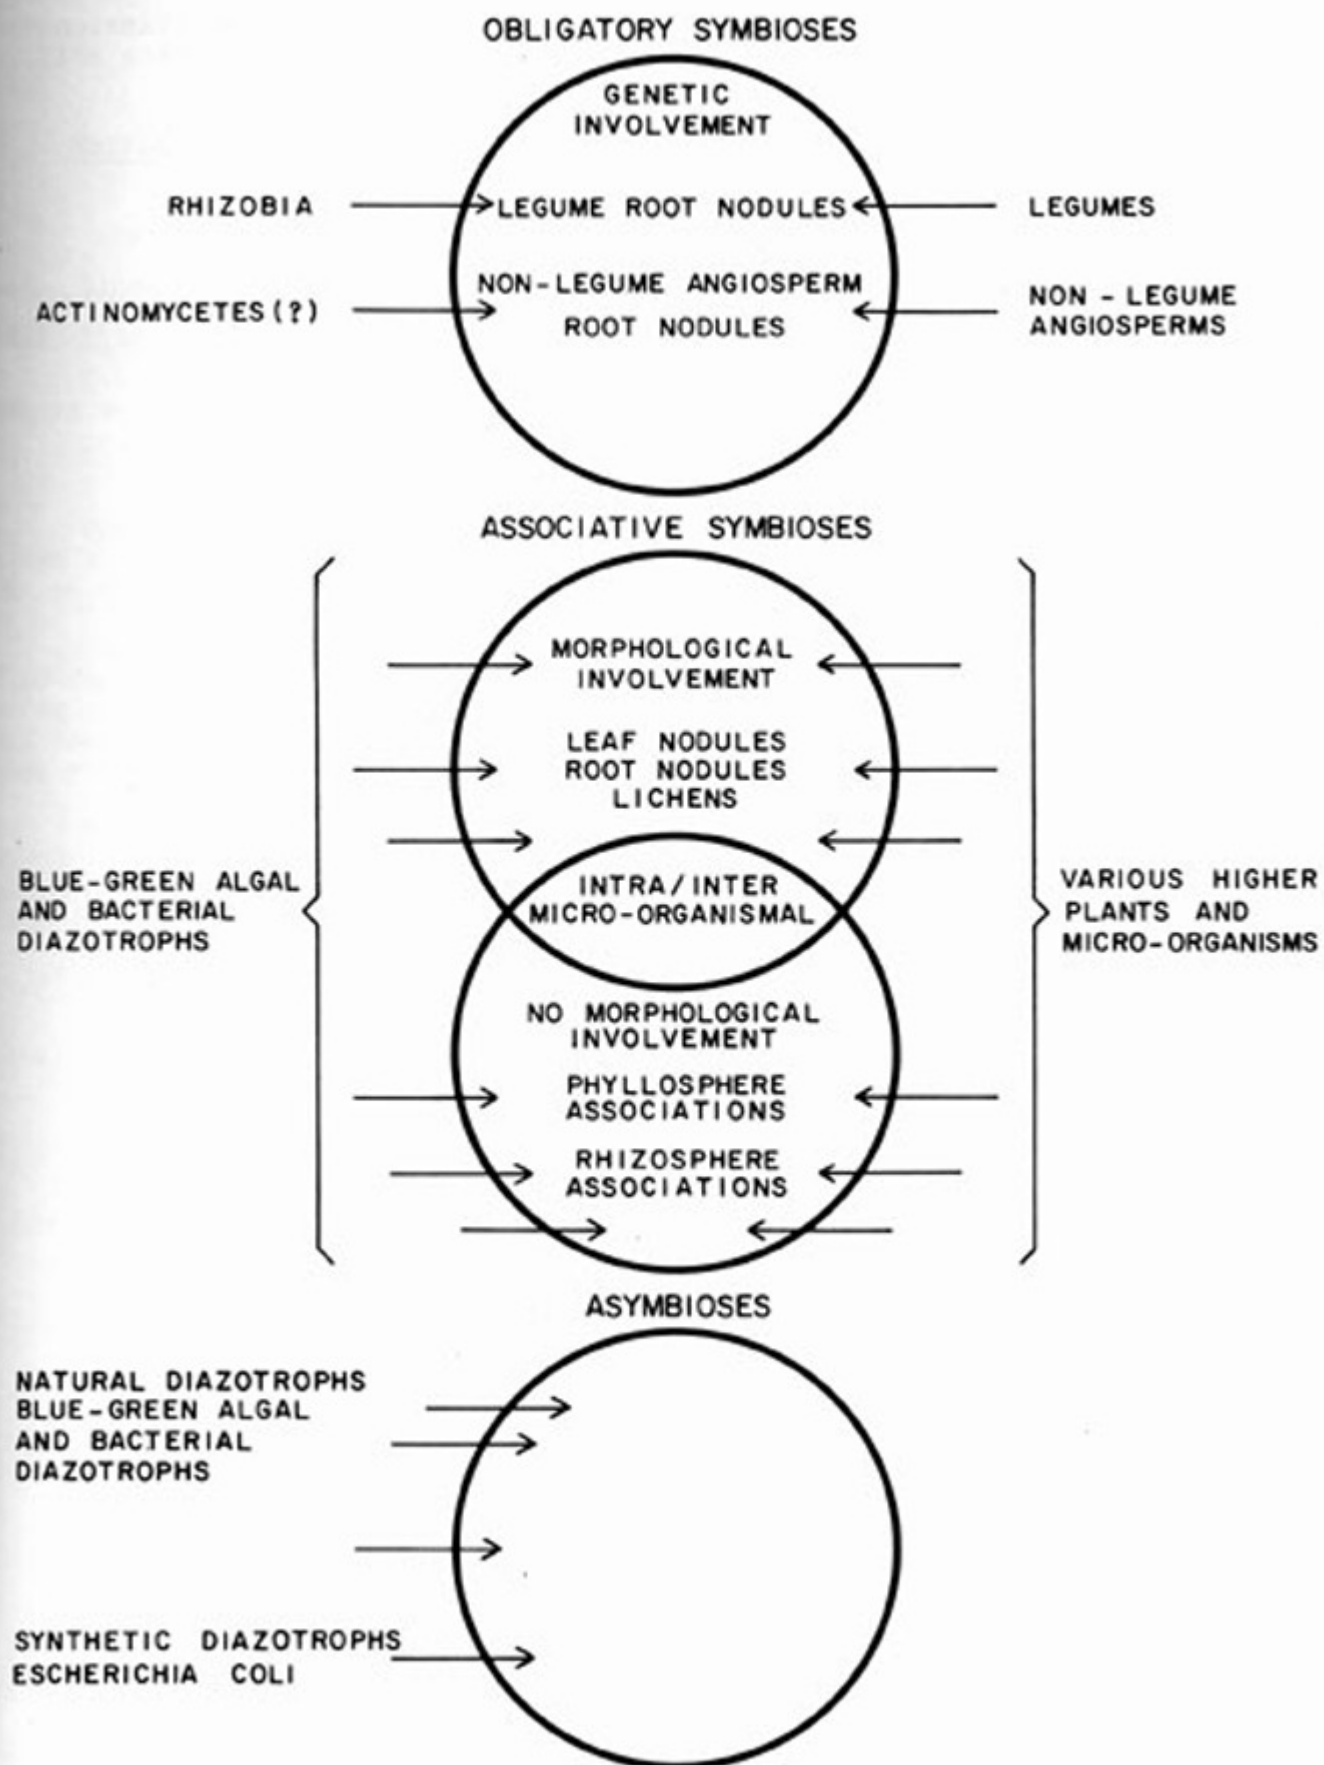 OBLIGATORY SYMBIOSES
GENETIC
INVOLVEMENT
RHIZOBIA
LEGUME ROOT NODULES
LEGUMES
ACTINOMYCETES (?)
NON-LEGUME ANGIOSPERM
ROOT NODULES
NON - LEGUME
ANGIOSPERMS
ASSOCIATIVE SYMBIOSES
MORPHOLOGICAL
INVOLVEMENT
LEAF NODULES
ROOT NODULES
LICHENS
INTRA/INTER
MICRO-ORGANISMAL
BLUE-GREEN ALGAL
AND BACTERIAL
DIAZOTROPHS
VARIOUS HIGHER
PLANTS AND
MICRO-ORGANISMS
NO MORPHOLOGICAL
INVOLVEMENT
PHYLLOSPHERE
ASSOCIATIONS
RHIZOSPHERE
ASSOCIATIONS
ASYMBIOSES
NATURAL DIAZOTROPHS
BLUE-GREEN ALGAL
AND BACTERIAL
DIAZOTROPHS
SYNTHETIC DIAZOTROPHS
ESCHERICHIA COLI